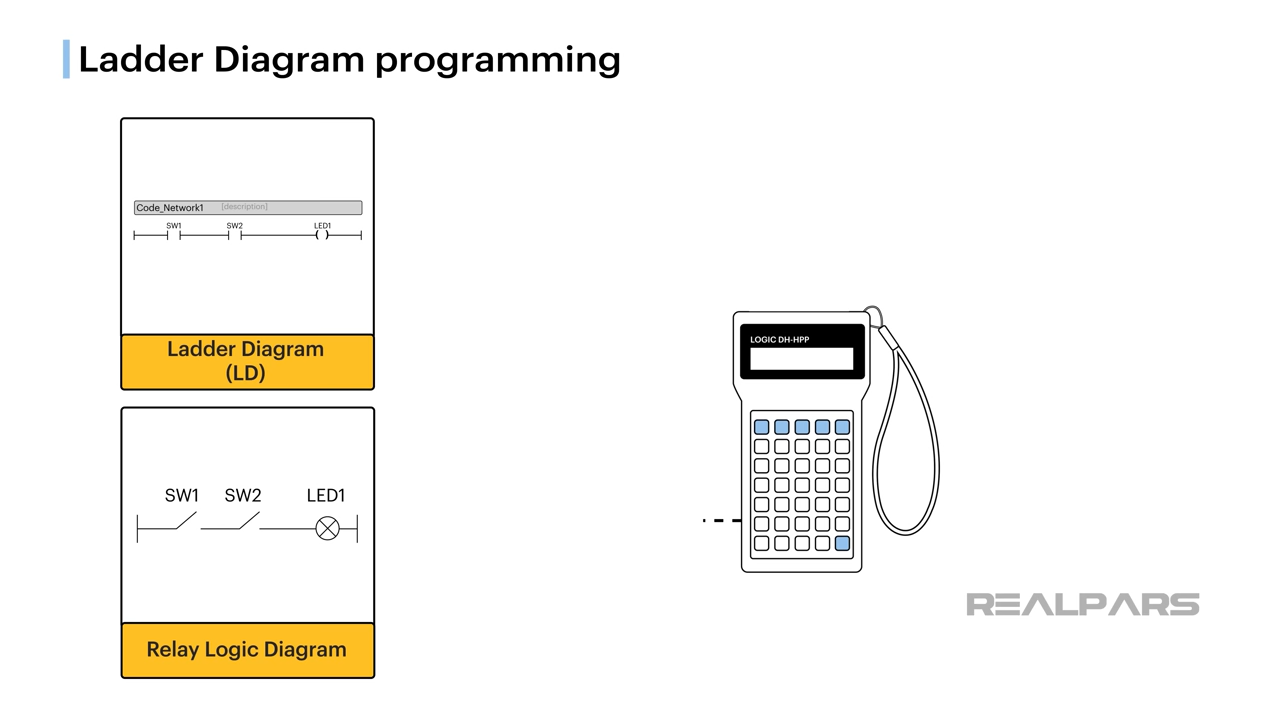 Ladder Diagram programming
Code_Network1 [description]
SW1 SW2 LED1
Ladder Diagram
(LD)
SW1 SW2 LED1
Relay Logic Diagram
LOGIC DH-HPP
REALPARS